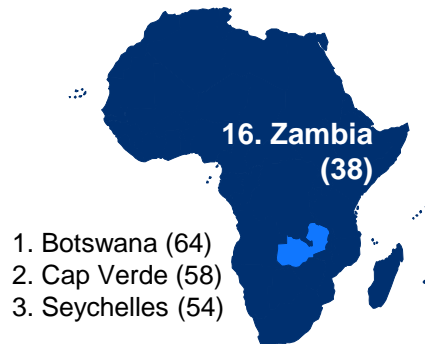 16. Zambia
(38)
1. Botswana (64)
2. Cap Verde (58)
3. Seychelles (54)